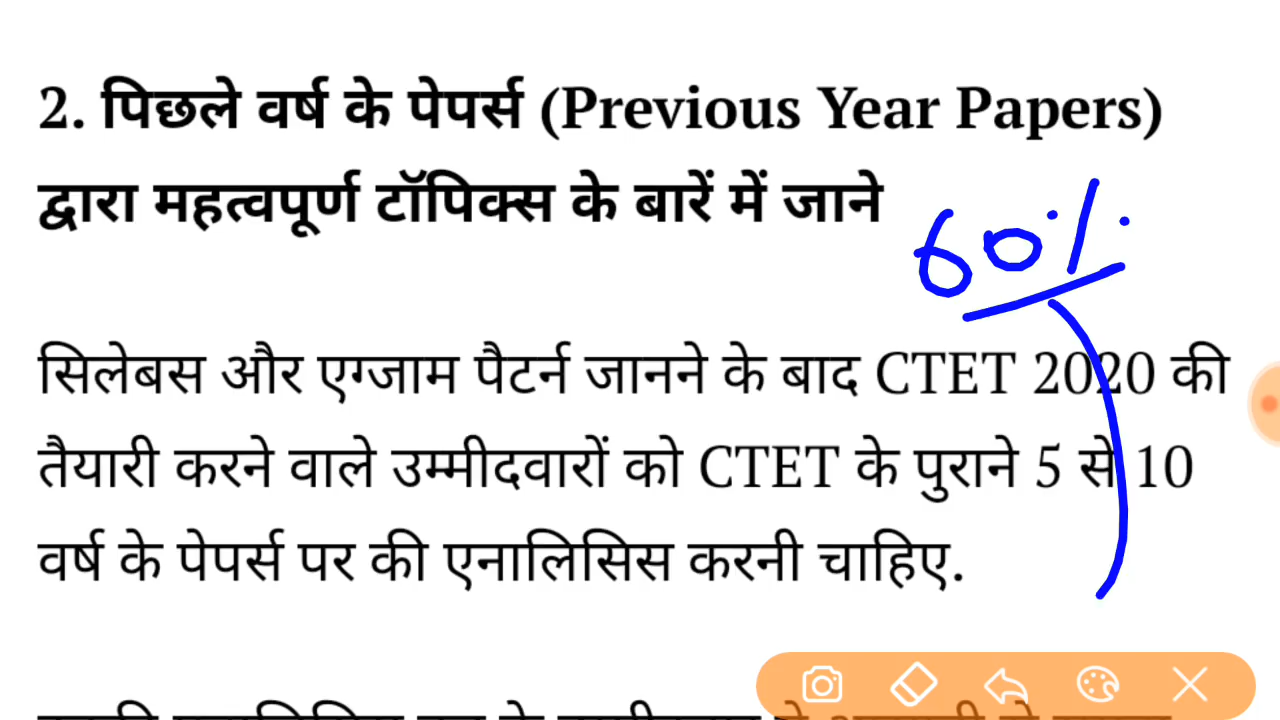 2. पिछले वर्ष के पेपर्स (Previous Year Papers)
द्वारा महत्वपूर्ण टॉपिक्स के बारें में जाने
60%
सिलेबस और एग्जाम पैटर्न जानने के बाद CTET 2020 की
तैयारी करने वाले उम्मीदवारों को CTET के पुराने 5 से 10
वर्ष के पेपर्स पर की एनालिसिस करनी चाहिए.